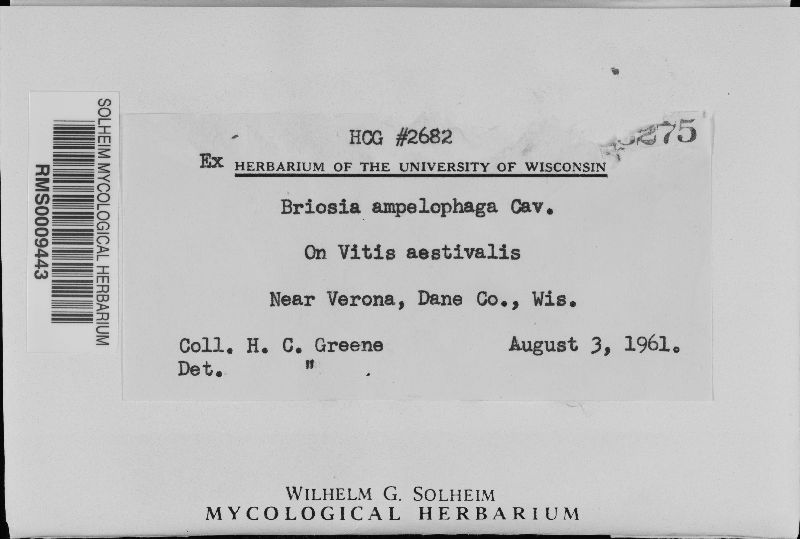 SOLHEIM MYCOLOGICAL HERBARIUM
RMS0009443
HCG #2682
Ex HERBARIUM OF THE UNIVERSITY OF WISCONSIN
Briosia ampelophaga Cav.
On Vitis aestivalis
Near Verona, Dane Co., Wis.
Coll. H. C. Greene August 3, 1961.
Det. " .
WILHELM G. SOLHEIM
MYCOLOGICAL HERBARIUM